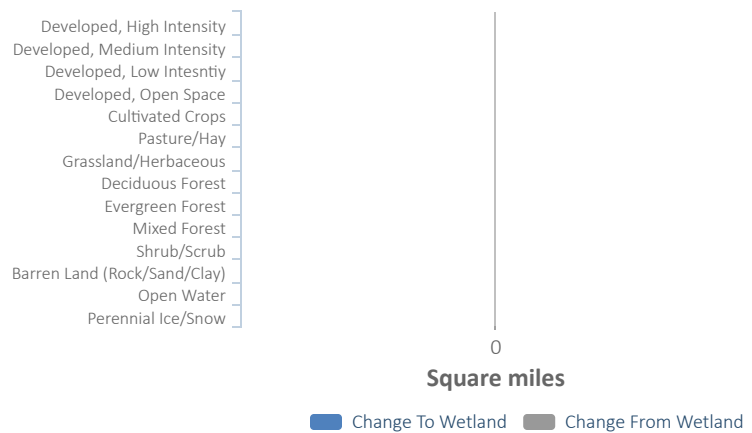 Developed, High Intensity
Developed, Medium Intensity
Developed, Low Intesntiy
Developed, Open Space
Cultivated Crops
Pasture/Hay
Grassland/Herbaceous
Deciduous Forest
Evergreen Forest
Mixed Forest
Shrub/Scrub
Barren Land (Rock/Sand/Clay)
Open Water
Perennial Ice/Snow
0
Square miles
Change To Wetland Change From Wetland